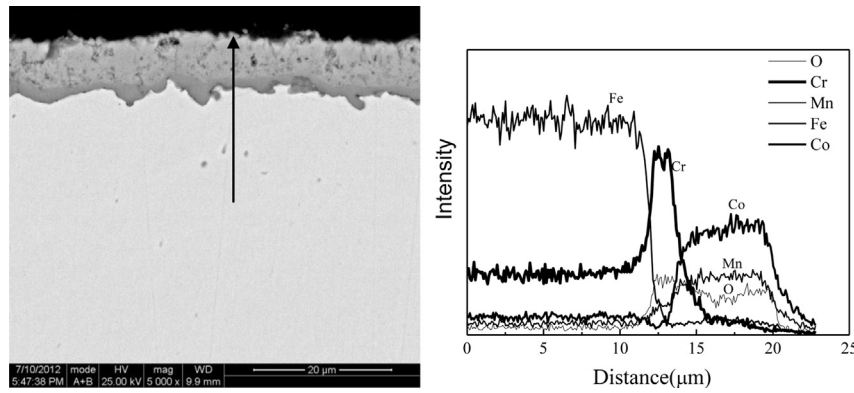 7/10/2012 mode HV mag WD 20 μm
5:47:38 PM A+B 25.00 kV 5 000 x 9.9 mm
Intensity
O
Cr
Mn
Fe
Co
Fe
Cr
Co
Mn
O
0 5 10 15 20 25
Distance(μm)